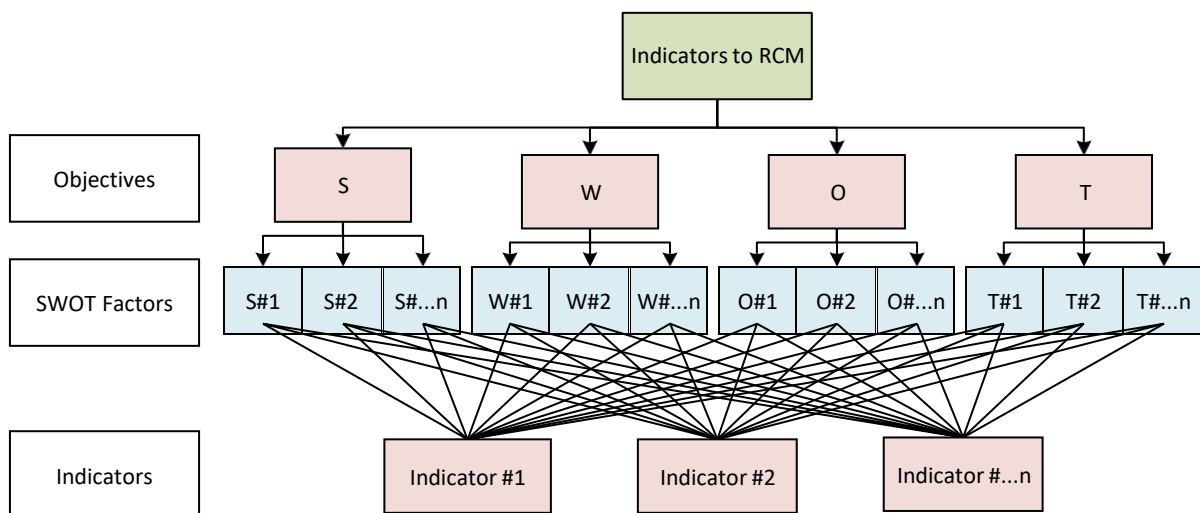 Indicators to RCM
Objectives
S
W
O
T
SWOT Factors
S#1
S#2
S#...n
W#1
W#2
W#...n
O#1
O#2
O#...n
T#1
T#2
T#...n
Indicators
Indicator #1
Indicator #2
Indicator #...n